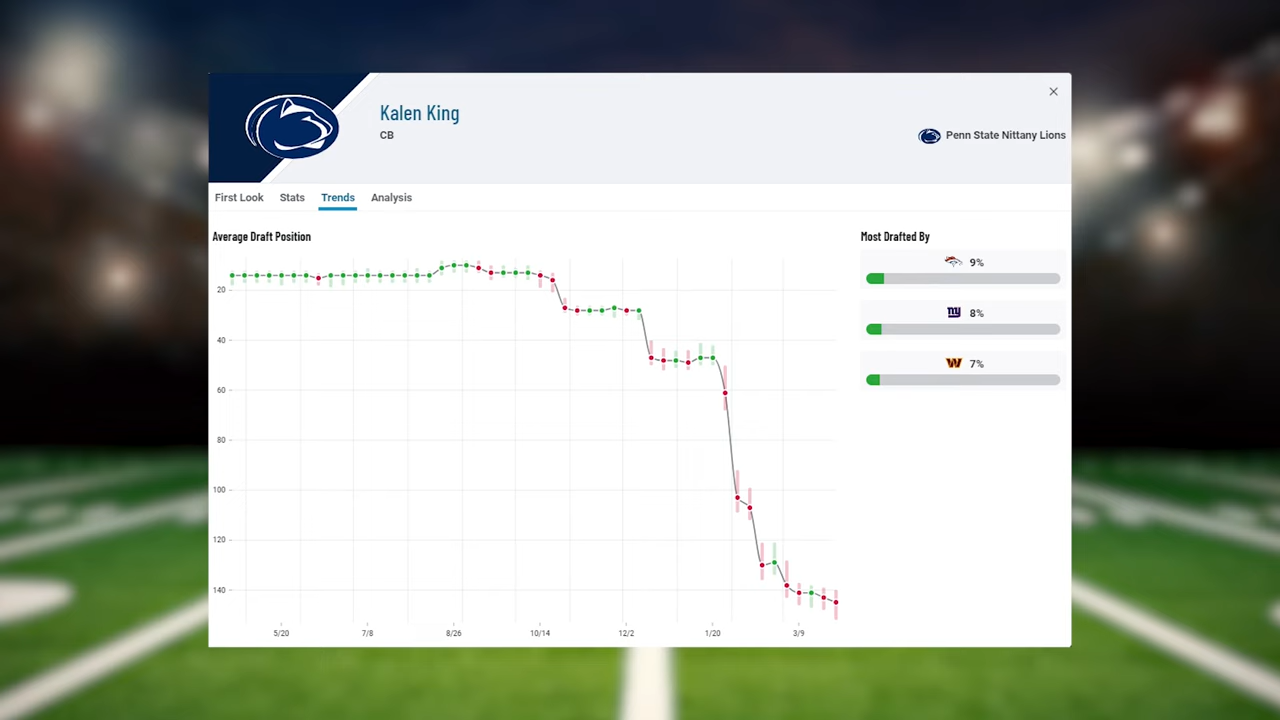 Kalen King
CB
Penn State Nittany Lions
First Look Stats Trends Analysis
Average Draft Position
Most Drafted By
9%
ny 8%
W 7%
20
40
60
80
100
120
140
5/20 7/8 8/26 10/14 12/2 1/20 3/9